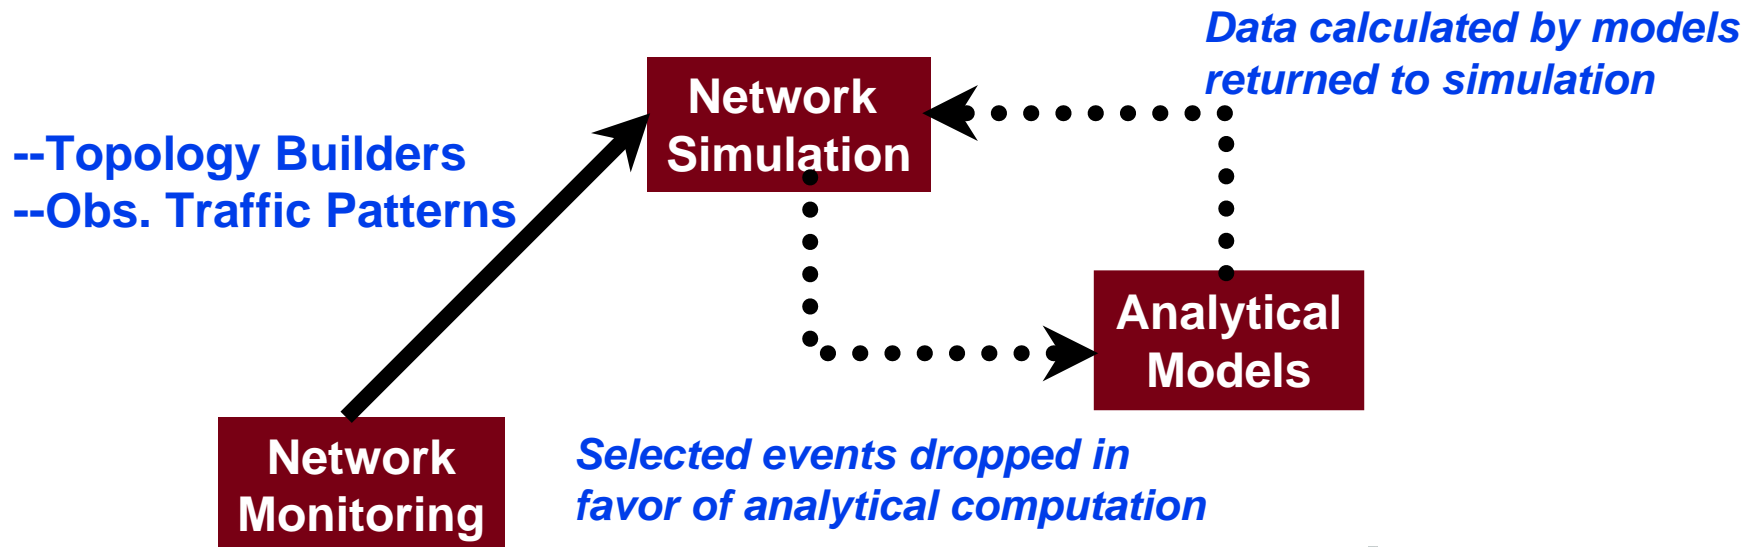 Data calculated by models
returned to simulation
Network
Simulation
--Topology Builders
--Obs. Traffic Patterns
Analytical
Models
Network
Monitoring
Selected events dropped in
favor of analytical computation